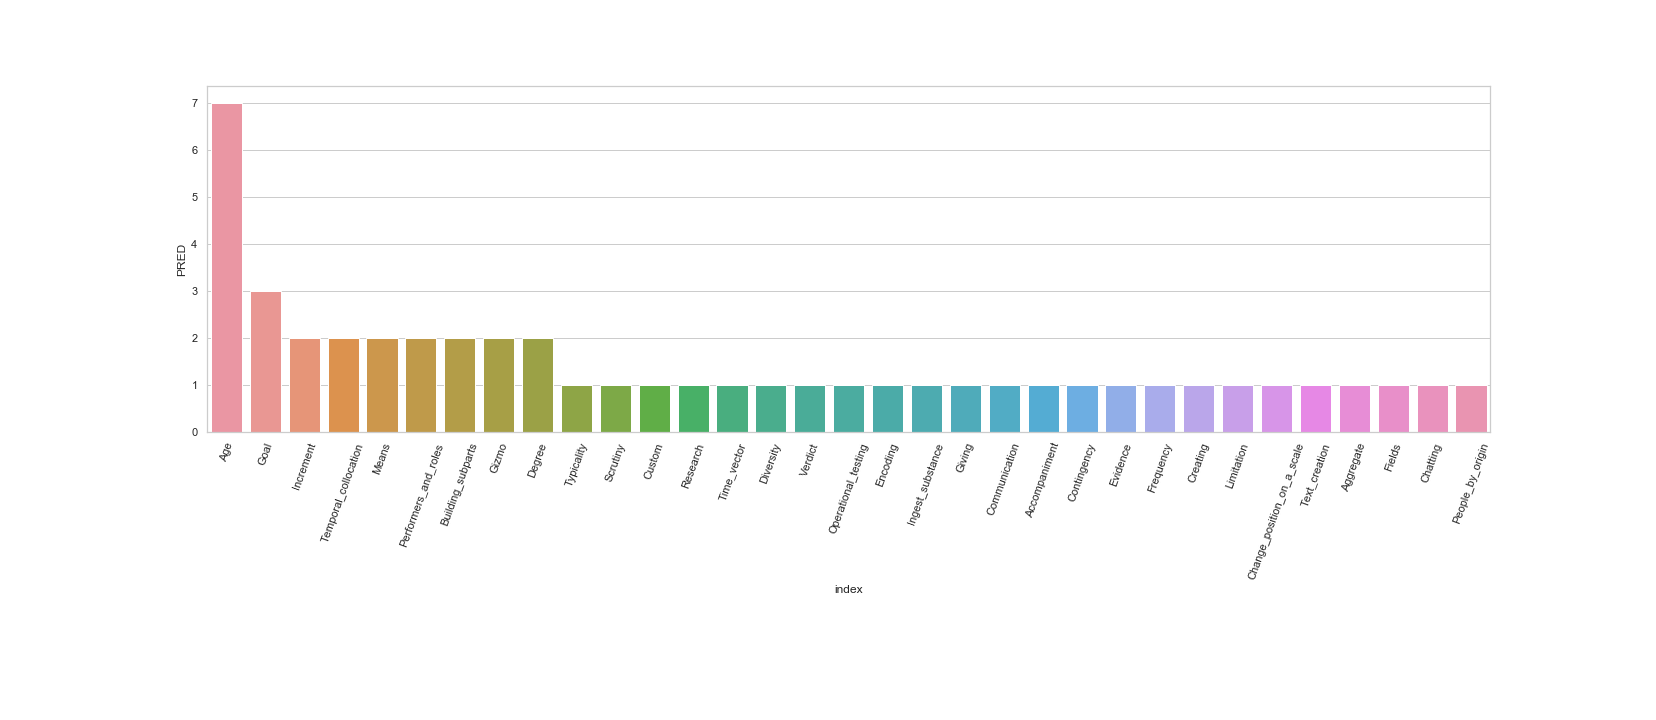 7
6
5
4
3
2
1
0
PRED
Age
Goal
Increment
Temporal_collocation
Means
Performers_and_roles
Building_subparts
Gizmo
Degree
Typicality
Scrutiny
Custom
Research
Time_vector
Diversity
Verdict
Operational_testing
Encoding
Ingest_substance
Giving
Communication
Accompaniment
Contingency
Evidence
Frequency
Creating
Limitation
Change_position_on_a_scale
Text_creation
Aggregate
Fields
Chatting
People_by_origin
index